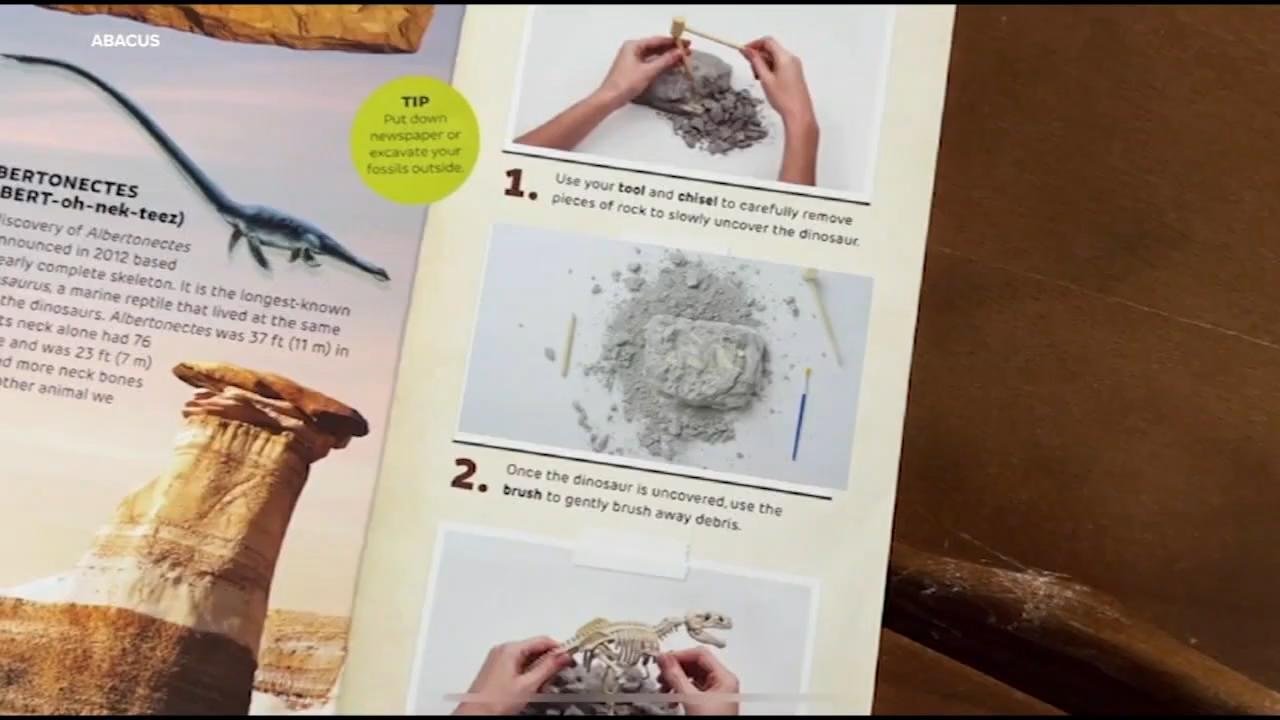 ABACUS
TIP
Put down
newspaper or
excavate your
fossils outside.
BERTONECTES
BERT-oh-nek-teez)
discovery of Albertonectes
nnounced in 2012 based
early complete skeleton. It is the longest-known
saurus, a marine reptile that lived at the same
the dinosaurs. Albertonectes was 37 ft (11 m) in
ts neck alone had 76
e and was 23 ft (7 m)
d more neck bones
other animal we
1. Use your tool and chisel to carefully remove
pieces of rock to slowly uncover the dinosaur.
2. Once the dinosaur is uncovered, use the
brush to gently brush away debris.